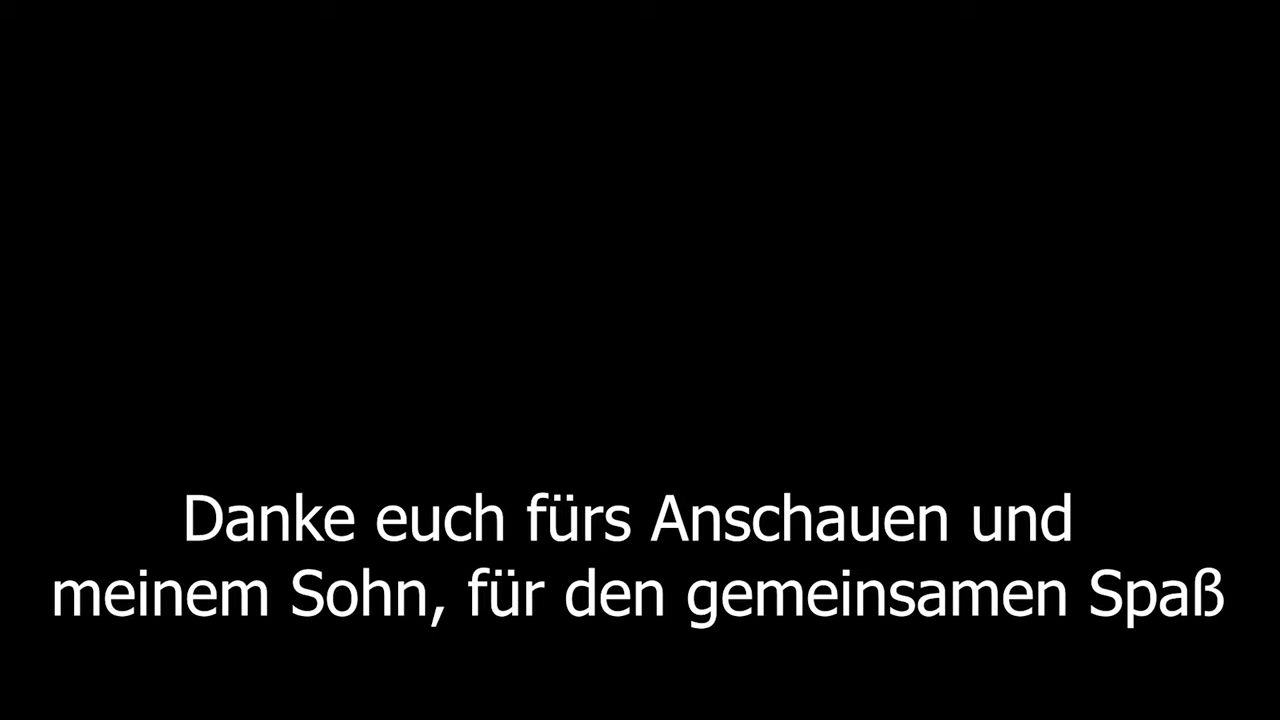 Danke euch fürs Anschauen und
meinem Sohn, für den gemeinsamen Spaß